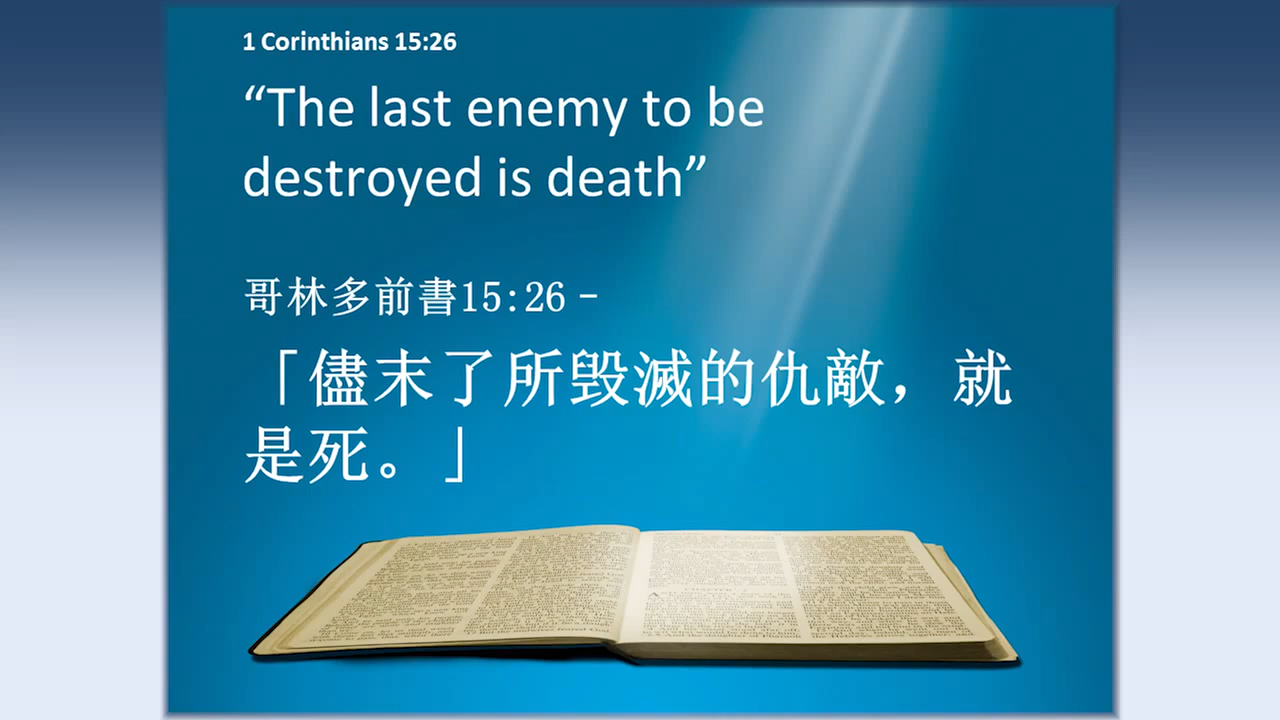 1 Corinthians 15:26
“The last enemy to be
destroyed is death”
哥林多前書15:26–
「儘末了所毀滅的仇敵，就
是死。」